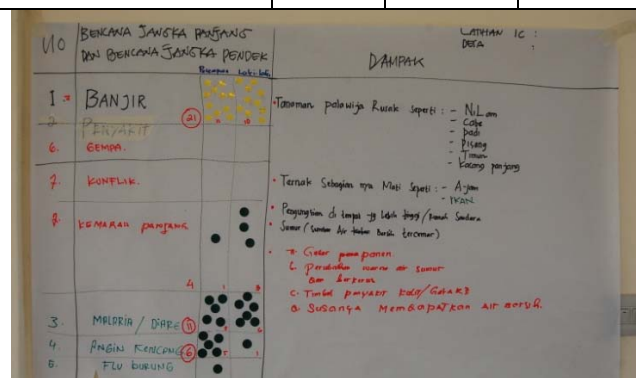 NO
BENCANA JANGKA PANJANG
DAN BENCANA JANGKA PENDEK
LATIHAN IC :
DESA :
DAMPAK
Perempuan Laki-laki
1 = BANJIR
21
2 PENYAKIT
6. GEMPA.
7. KONFLIK.
8. KEMARAU PANJANG
4
3. MALARIA / DIARE 11
4. ANGIN KENCANG 6
5. FLU BURUNG
• Tanaman palawija Rusak seperti : - NiLam
- Cabe
- padi
- Pisang
- Timun
- Kacang panjang
• Ternak Sebagian nya Mati Seperti : - Ayam
- IKAN
• Pengungsian di tempat yg Lebih tinggi / Rumah Saudara
• Sumur ( Sumber Air Bersih tercemar )
a. Gagal panen
b. Perubahan warna air sumur
dan berkurang
c. Timbul penyakit
d. Susahnya Mendapatkan Air bersih.